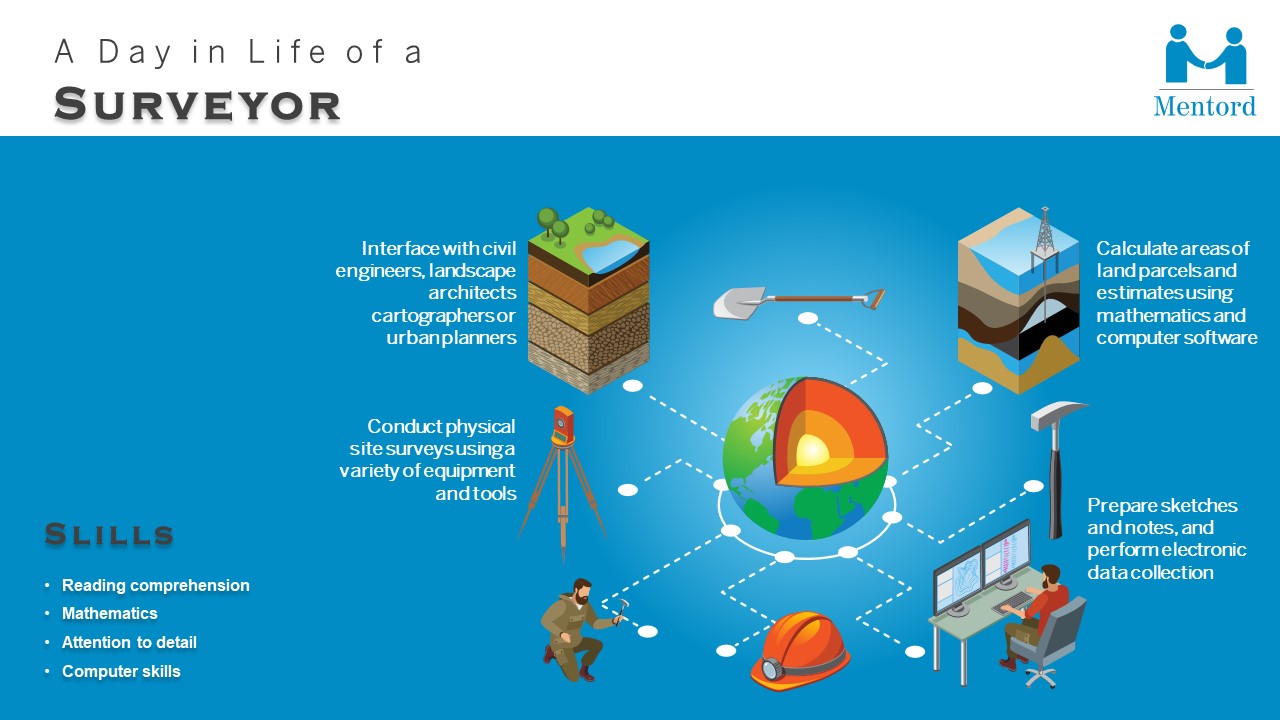 A Day in Life of a
SURVEYOR
Mentord
Interface with civil
engineers, landscape
architects
cartographers or
urban planners
Calculate areas of
land parcels and
estimates using
mathematics and
computer software
Conduct physical
site surveys using a
variety of equipment
and tools
Prepare sketches
and notes, and
perform electronic
data collection
SLILLS
• Reading comprehension
• Mathematics
• Attention to detail
• Computer skills